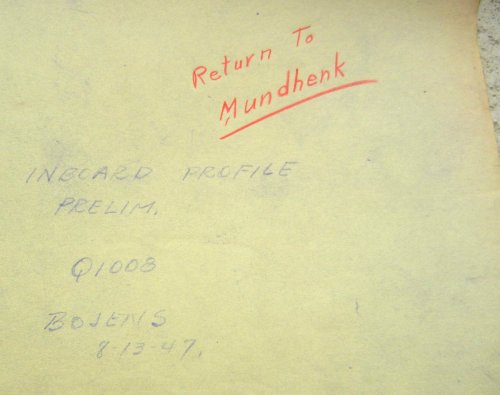 Return To
Mundhenk
INBOARD PROFILE
PRELIM.
Q1008
BOJENS
8-13-47.